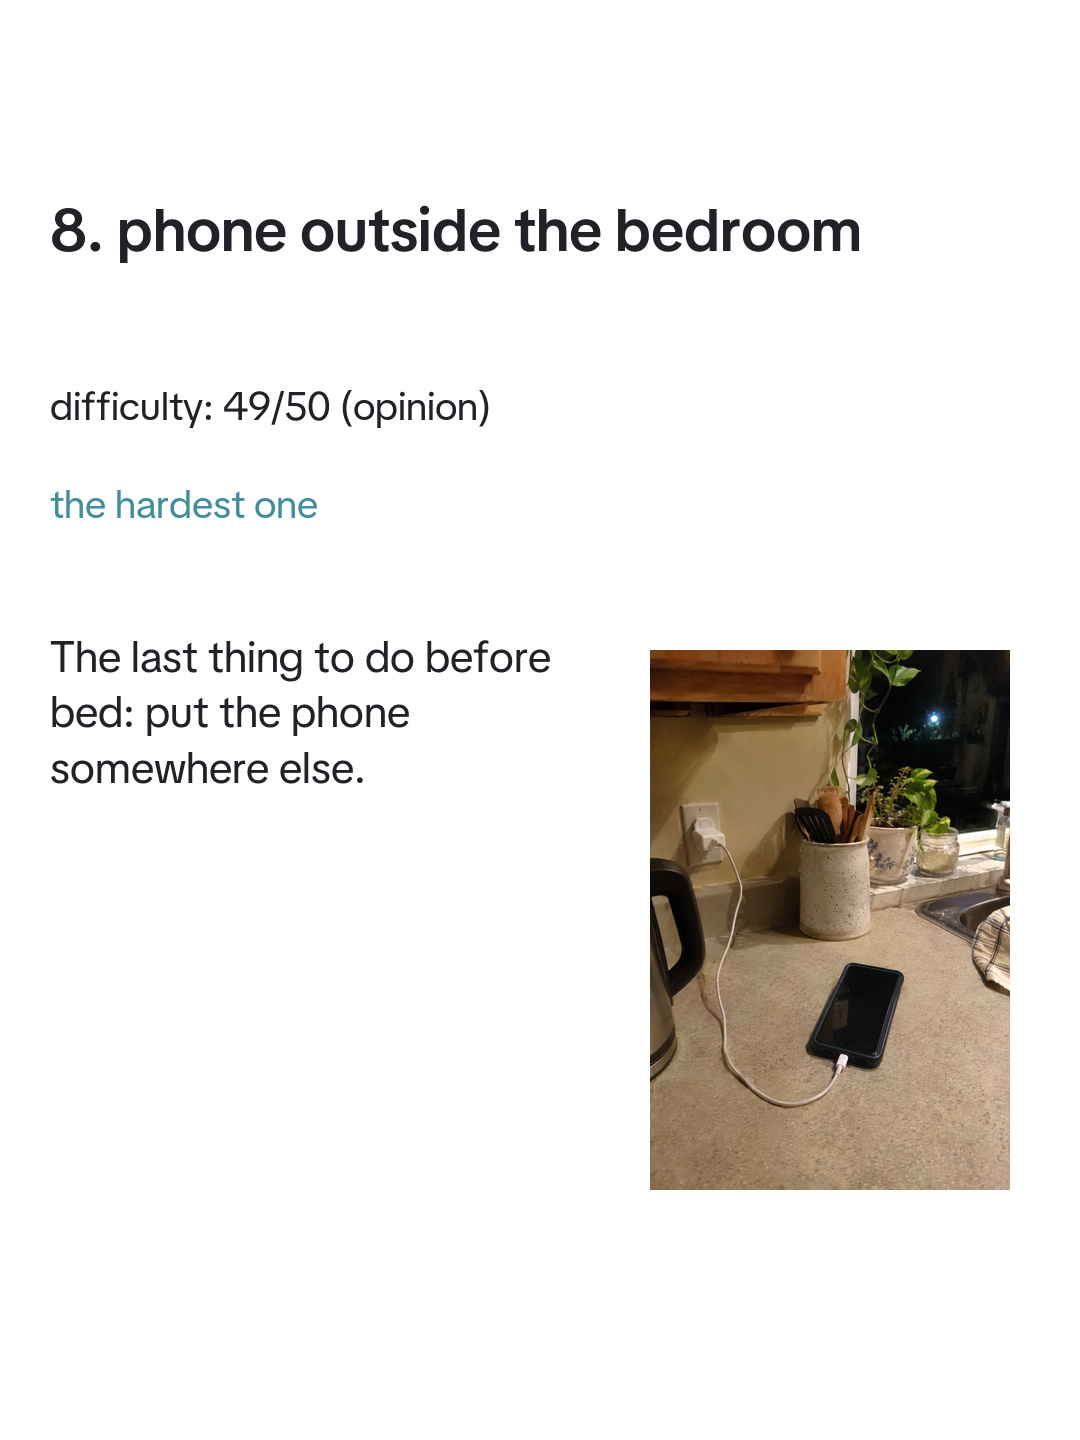 8. phone outside the bedroom
difficulty: 49/50 (opinion)
the hardest one
The last thing to do before
bed: put the phone
somewhere else.